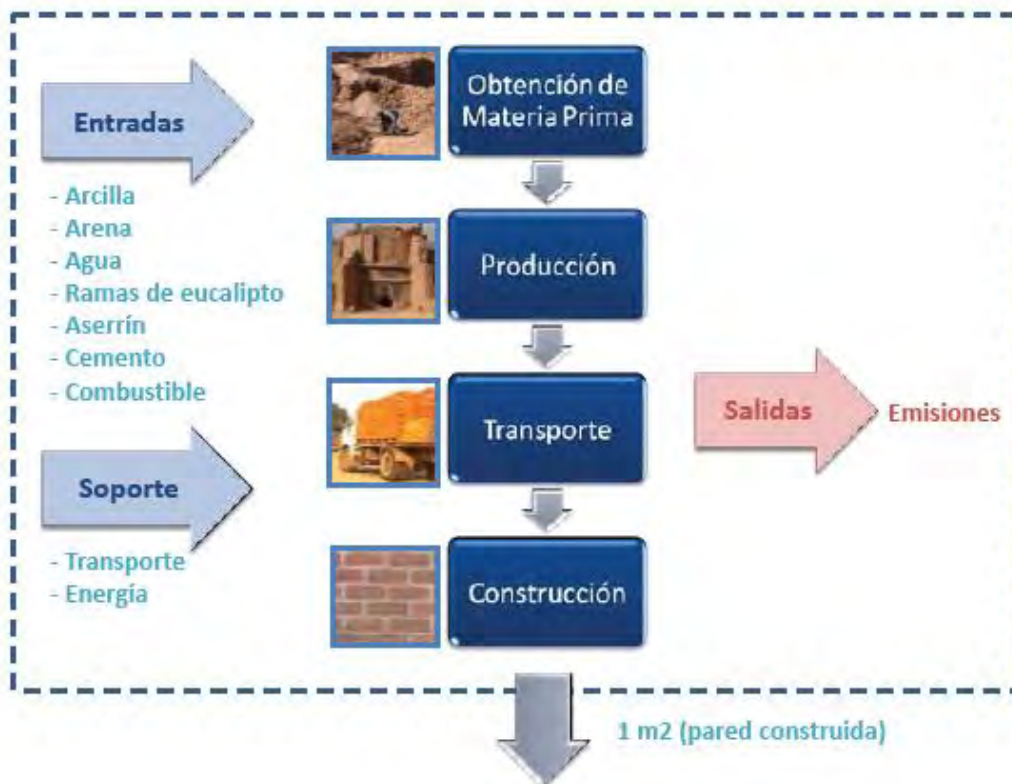 Entradas
- Arcilla
- Arena
- Agua
- Ramas de eucalipto
- Aserrín
- Cemento
- Combustible
Soporte
- Transporte
- Energía
Obtención de
Materia Prima
Producción
Transporte
Construcción
Salidas
Emisiones
1 m2 (pared construida)